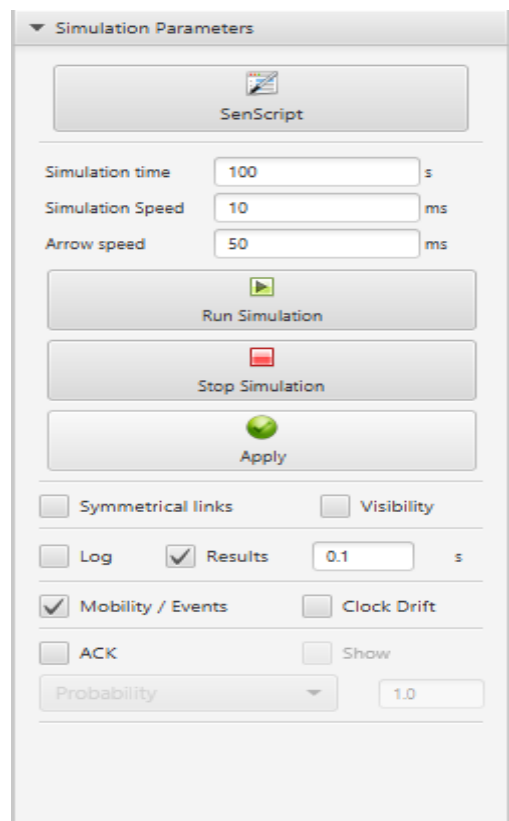 Simulation Parameters
SenScript
Simulation time 100 s
Simulation Speed 10 ms
Arrow speed 50 ms
Run Simulation
Stop Simulation
Apply
Symmetrical links Visibility
Log Results 0.1 s
Mobility / Events Clock Drift
ACK Show
Probability 1.0